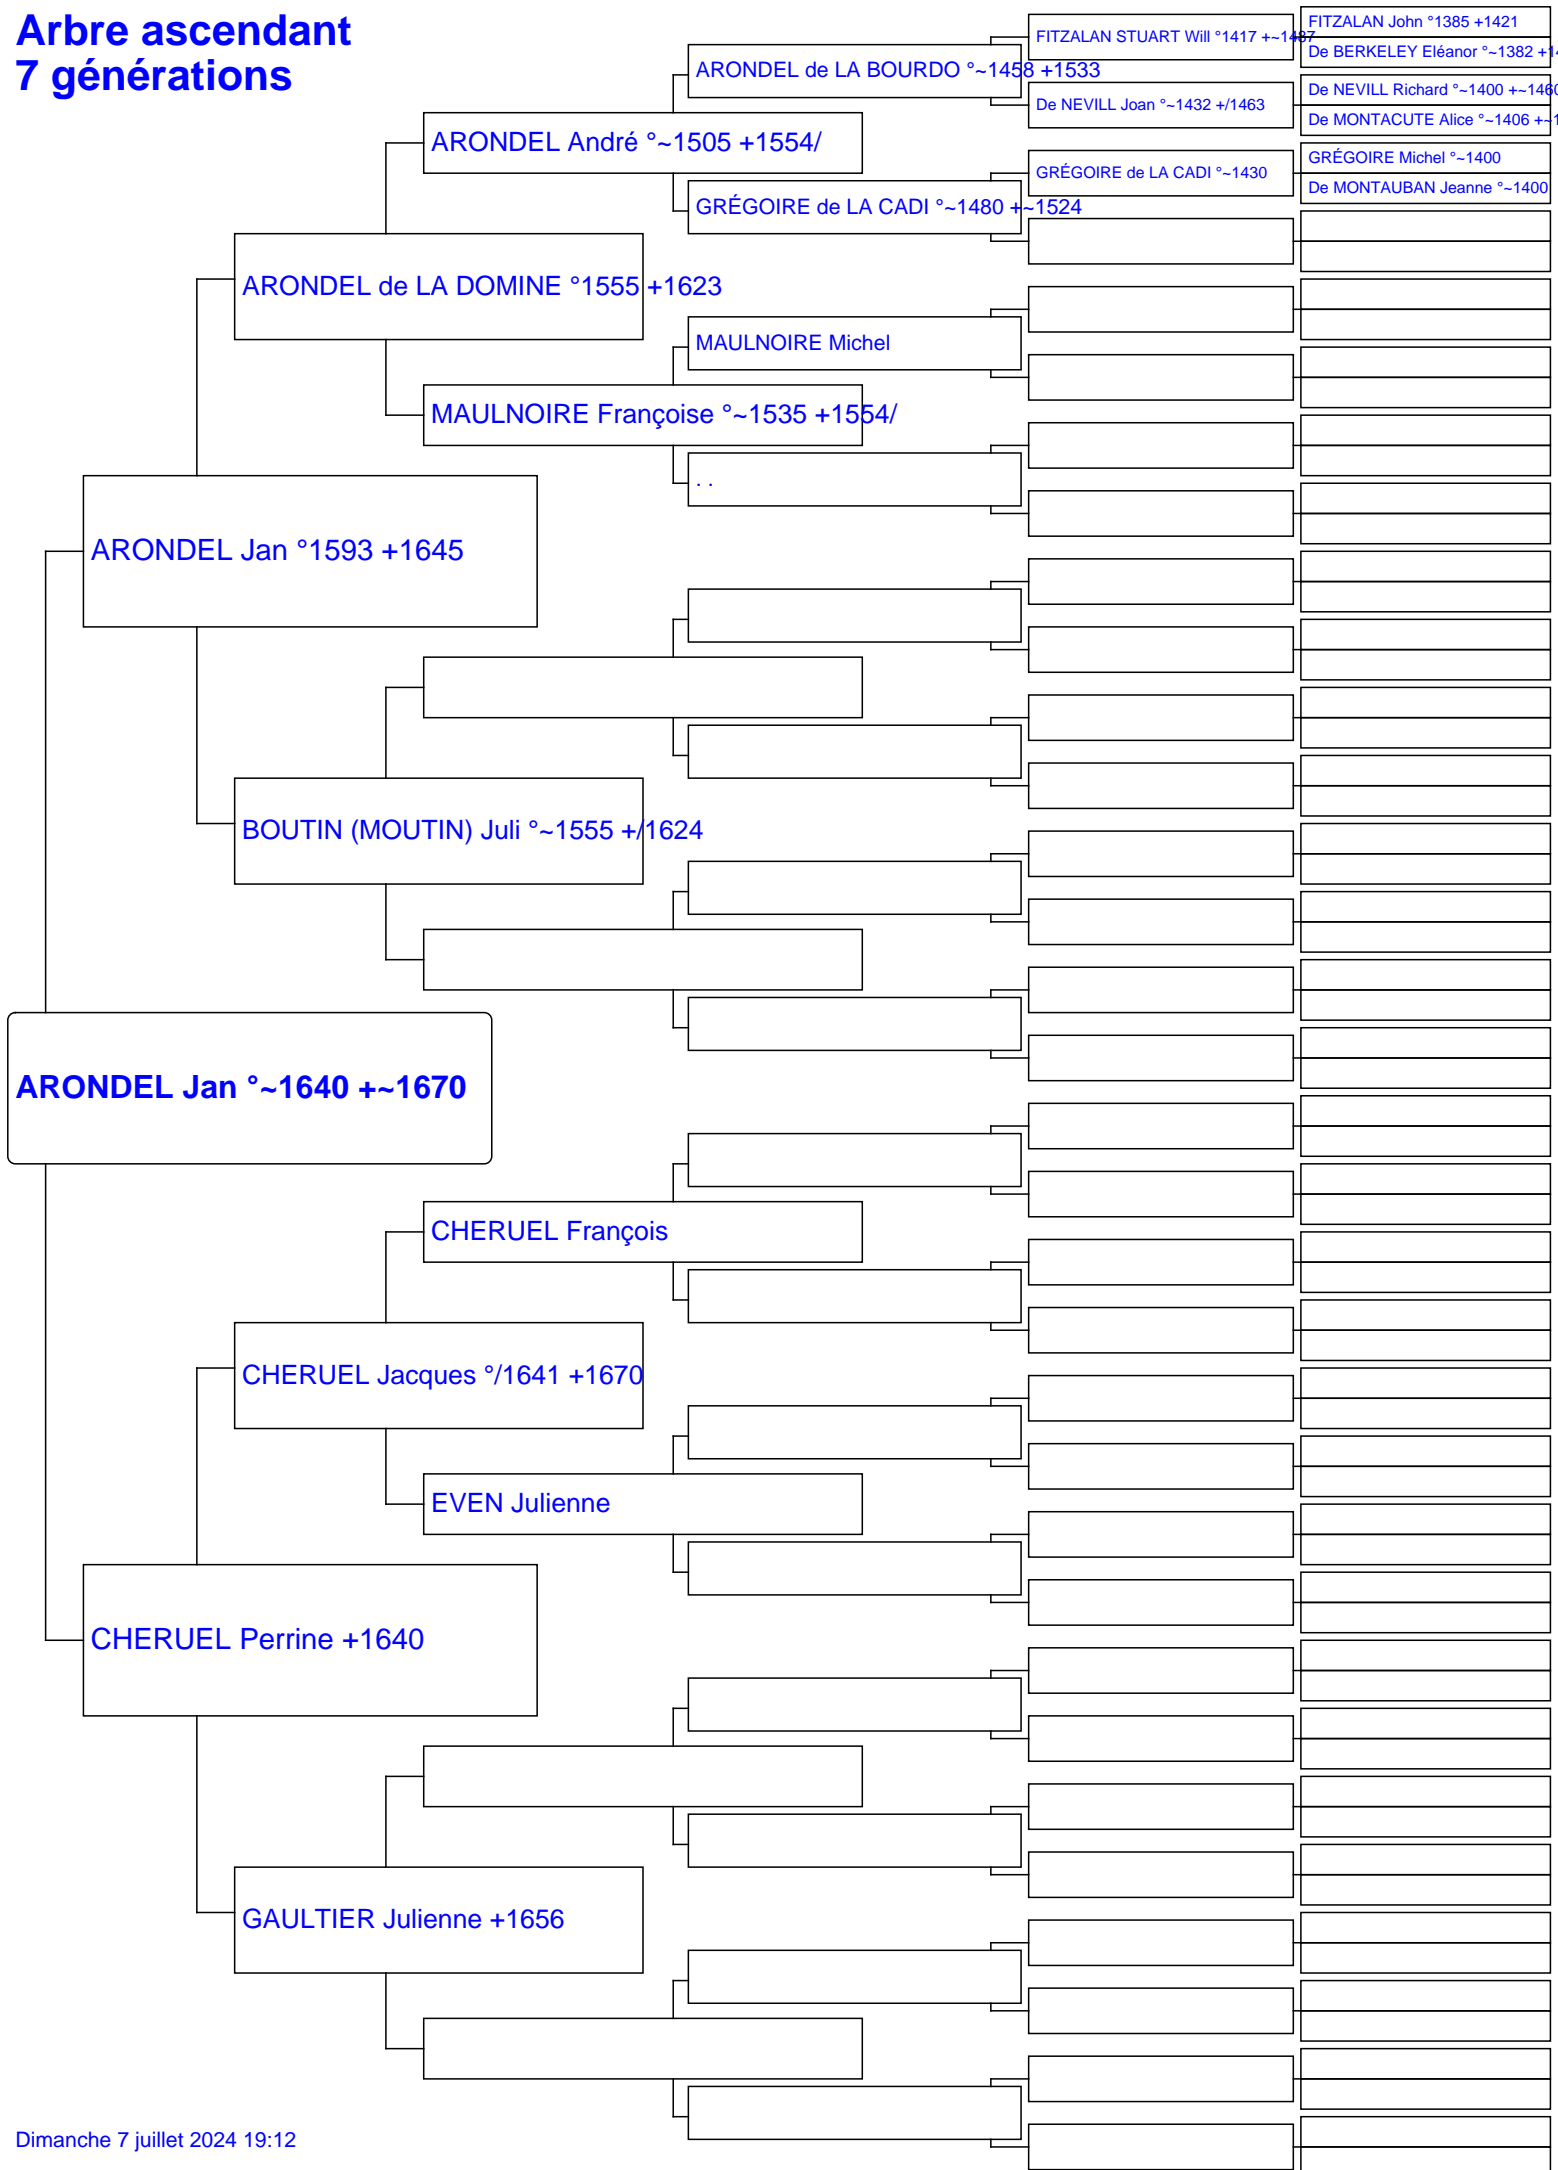 Arbre ascendant
7 générations
FITZALAN STUART Will °1417 +~1487
FITZALAN John °1385 +1421
De BERKELEY Eléanor °~1382 +1
ARONDEL de LA BOURDO °~1458 +1533
De NEVILL Joan °~1432 +/1463
De NEVILL Richard °~1400 +~1460
De MONTACUTE Alice °~1406 +~1
ARONDEL André °~1505 +1554/
GRÉGOIRE de LA CADI °~1430
GRÉGOIRE Michel °~1400
De MONTAUBAN Jeanne °~1400
GRÉGOIRE de LA CADI °~1480 +~1524
ARONDEL de LA DOMINE °1555 +1623
MAULNOIRE Michel
MAULNOIRE Françoise °~1535 +1554/
. .
ARONDEL Jan °1593 +1645
BOUTIN (MOUTIN) Juli °~1555 +/1624
ARONDEL Jan °~1640 +~1670
CHERUEL François
CHERUEL Jacques °/1641 +1670
EVEN Julienne
CHERUEL Perrine +1640
GAULTIER Julienne +1656
Dimanche 7 juillet 2024 19:12